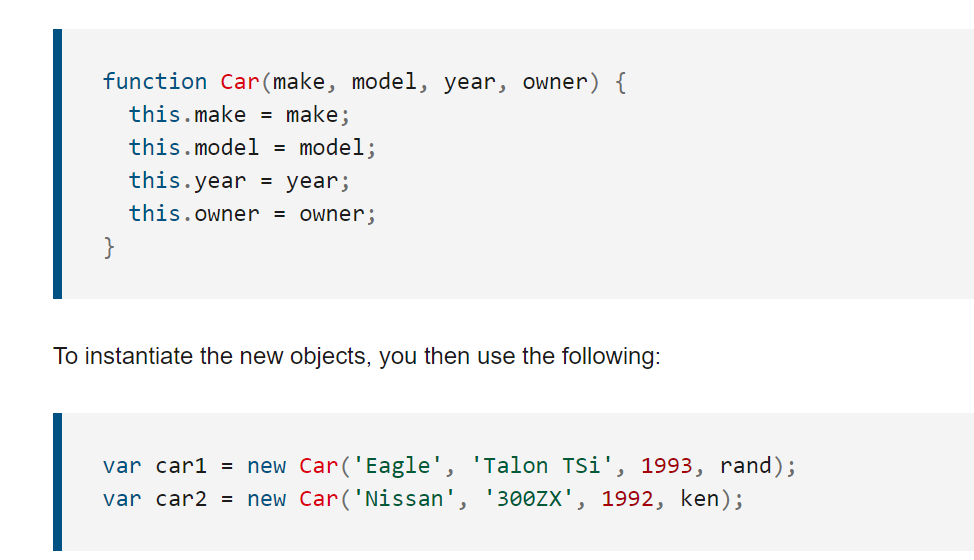 function Car(make, model, year, owner) {
  this.make = make;
  this.model = model;
  this.year = year;
  this.owner = owner;
}
To instantiate the new objects, you then use the following:
var car1 = new Car('Eagle', 'Talon TSi', 1993, rand);
var car2 = new Car('Nissan', '300ZX', 1992, ken);